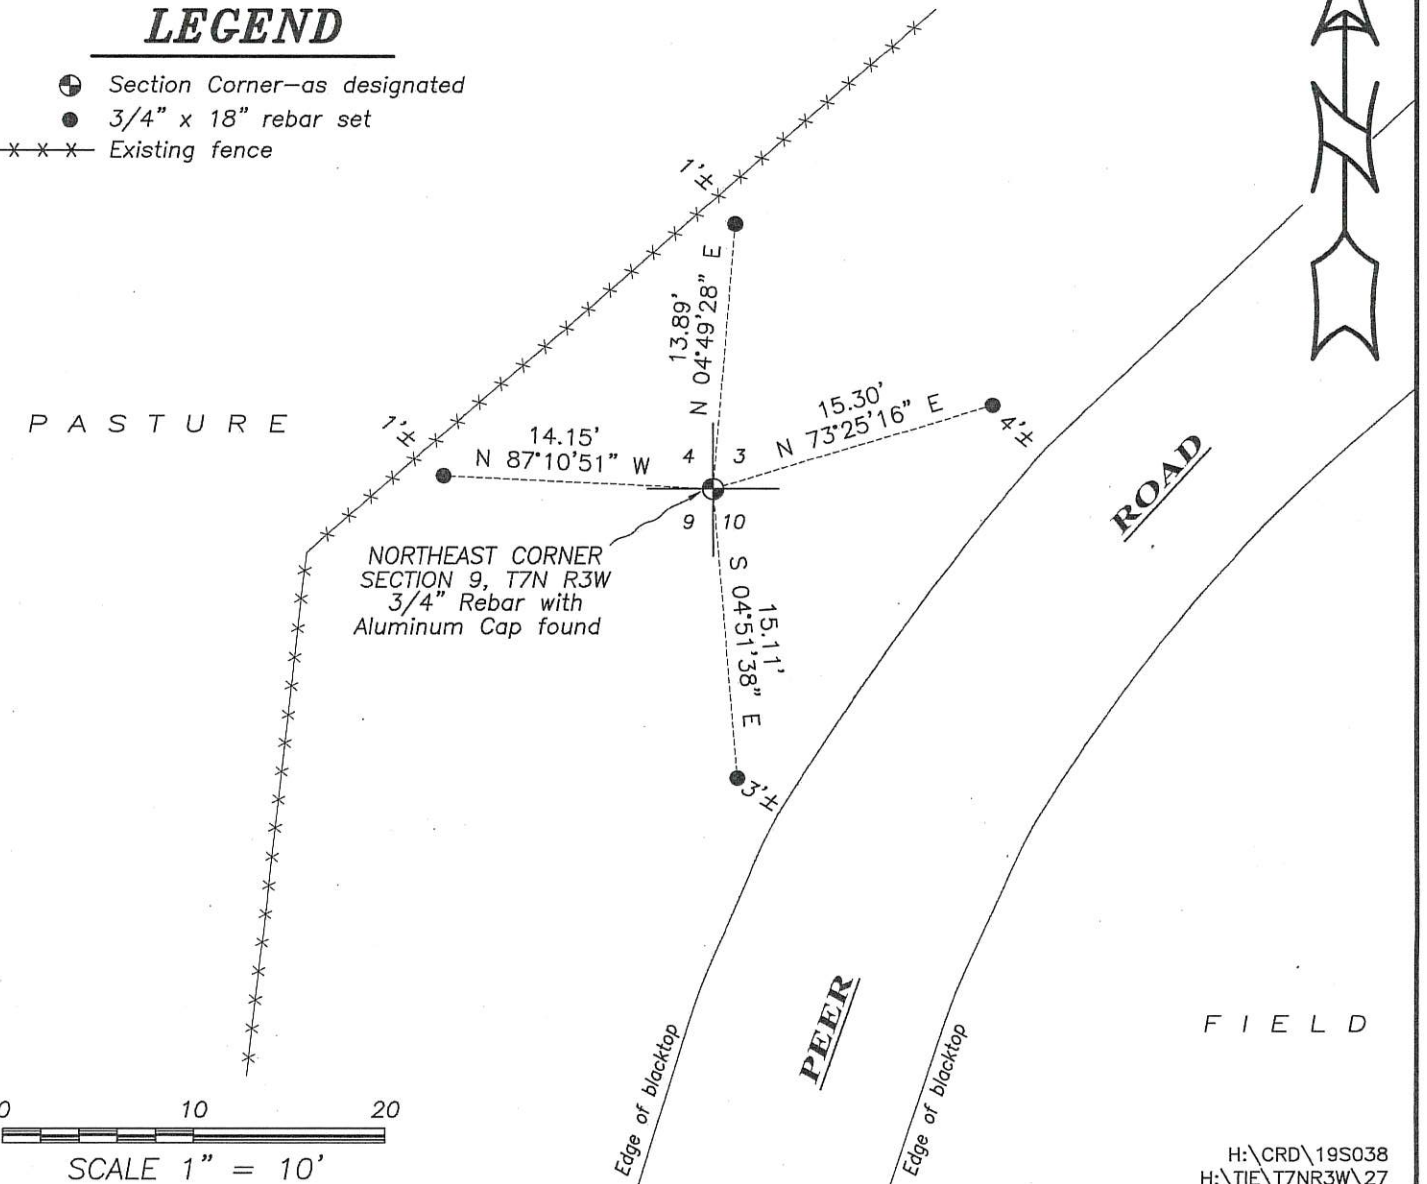 LEGEND
Section Corner-as designated
3/4" x 18" rebar set
Existing fence
N
1'±
13.89'
N 04°49'28" E
PASTURE
1'±
14.15'
N 87°10'51" W
15.30'
N 73°25'16" E
4'±
4 3
9 10
ROAD
NORTHEAST CORNER
SECTION 9, T7N R3W
3/4" Rebar with
Aluminum Cap found
15.11'
S 04°51'38" E
3'±
PEER
FIELD
Edge of blacktop
Edge of blacktop
0 10 20
SCALE 1" = 10'
H:\CRD\19S038
H:\TIE\T7NR3W\27